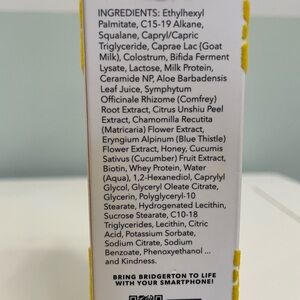 INGREDIENTS: Ethylhexyl
Palmitate, C15-19 Alkane,
Squalane, Capryl/Capric
Triglyceride, Caprae Lac (Goat
Milk), Colostrum, Bifida Ferment
Lysate, Lactose, Milk Protein,
Ceramide NP, Aloe Barbadensis
Leaf Juice, Symphytum
Officinale Rhizome (Comfrey)
Root Extract, Citrus Unshiu Peel
Extract, Chamomilla Recutita
(Matricaria) Flower Extract,
Eryngium Alpinum (Blue Thistle)
Flower Extract, Honey, Cucumis
Sativus (Cucumber) Fruit Extract,
Biotin, Whey Protein, Water
(Aqua), 1,2-Hexanediol, Caprylyl
Glycol, Glyceryl Oleate Citrate,
Glycerin, Polyglyceryl-10
Stearate, Hydrogenated Lecithin,
Sucrose Stearate, C10-18
Triglycerides, Lecithin, Citric
Acid, Potassium Sorbate,
Sodium Citrate, Sodium
Benzoate, Phenoxyethanol ...
and Kindness.
BRING BRIDGERTON TO LIFE
WITH YOUR SMARTPHONE!